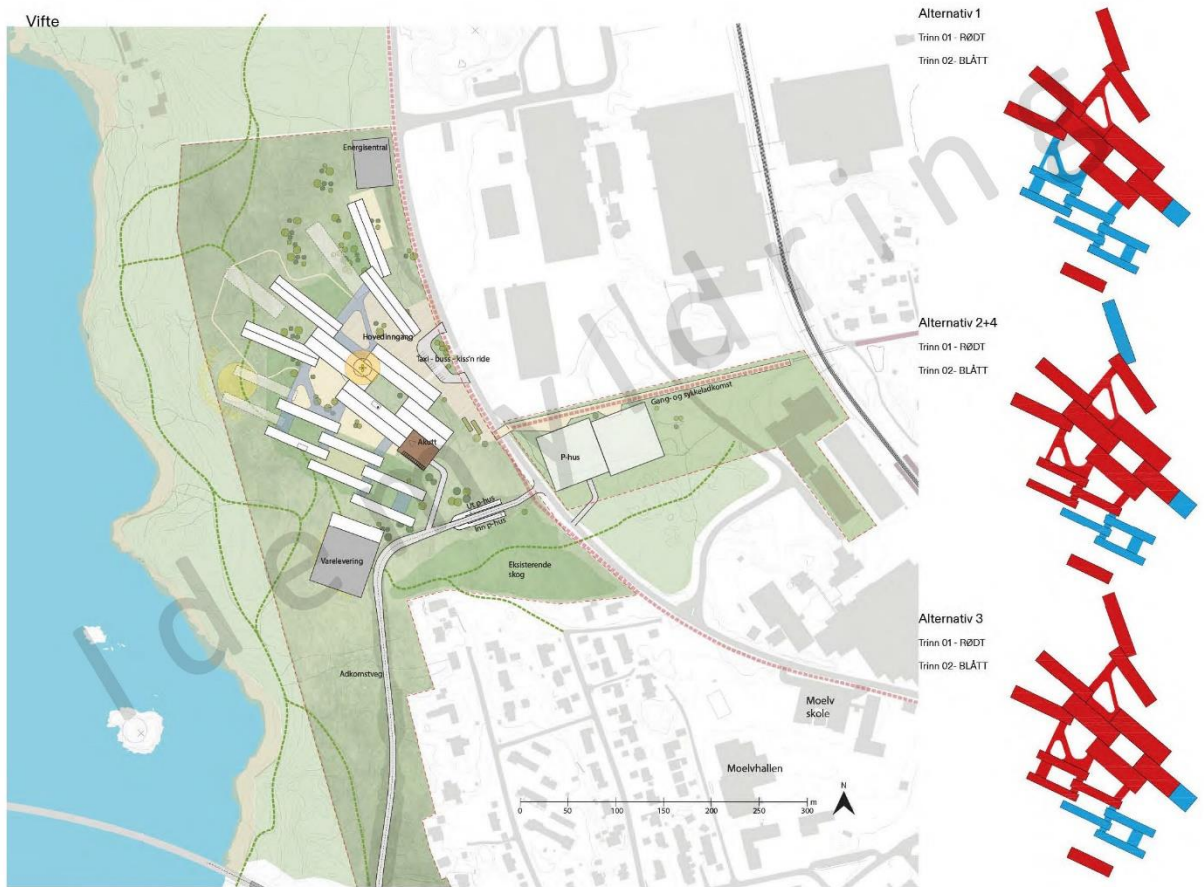 Vifte
Energisentral
Hovedinngang
Taxi - buss - kiss'n ride
Gang- og sykkeladkomst
P-hus
Akutt
Ut p-hus
Inn p-hus
Varelevering
Eksisterende
skog
Adkomstveg
Moelv
skole
Moelvhallen
N
0 50 100 150 200 250 300 m
Idemyldring
Alternativ 1
Trinn 01 - RØDT
Trinn 02- BLÅTT
Alternativ 2+4
Trinn 01 - RØDT
Trinn 02- BLÅTT
Alternativ 3
Trinn 01 - RØDT
Trinn 02- BLÅTT